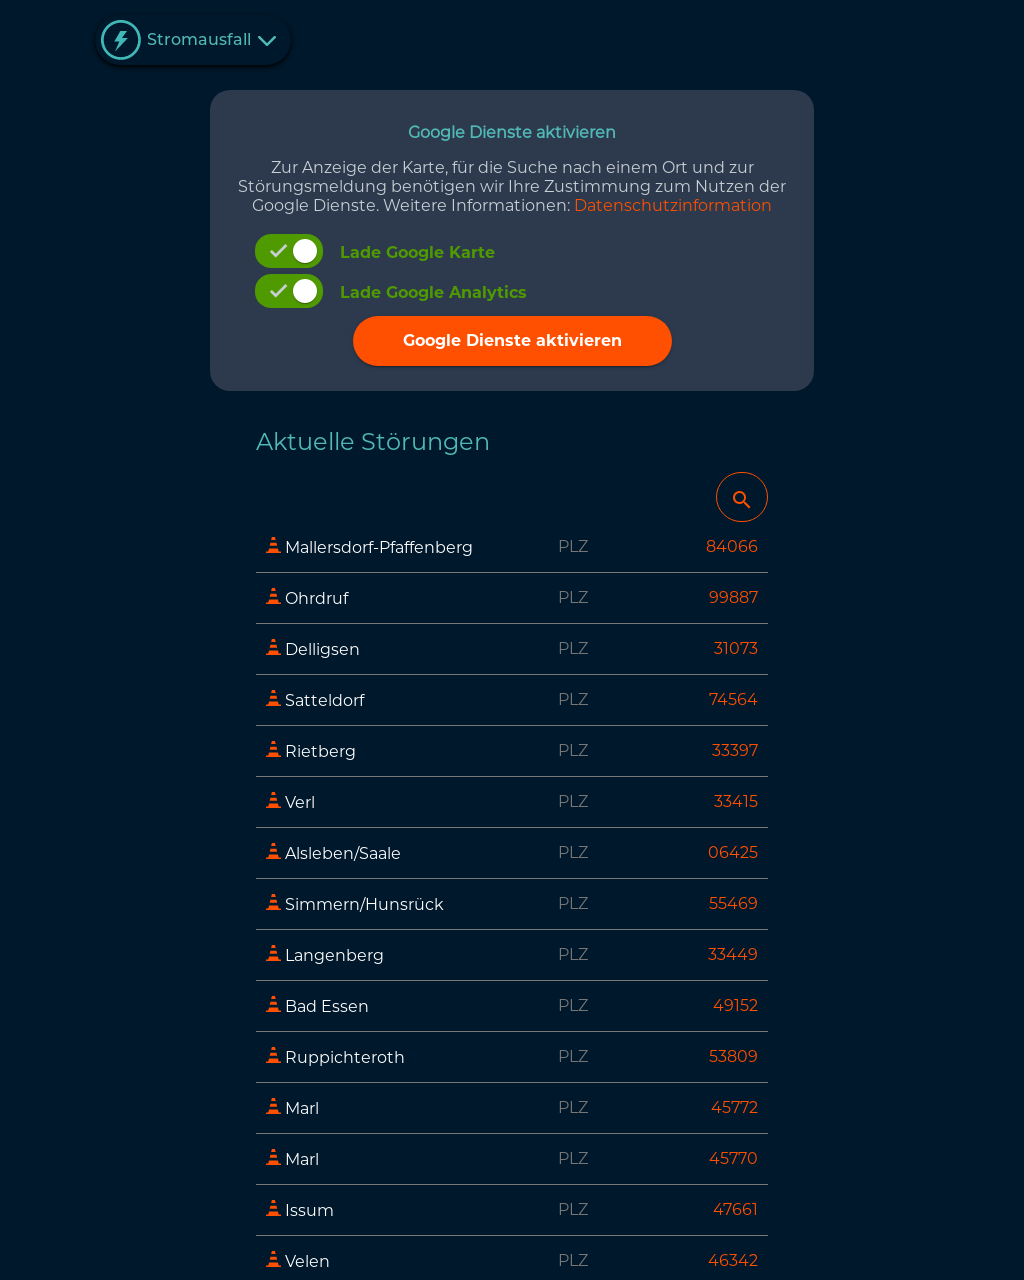 Stromausfall
Google Dienste aktivieren
Zur Anzeige der Karte, für die Suche nach einem Ort und zur
Störungsmeldung benötigen wir Ihre Zustimmung zum Nutzen der
Google Dienste. Weitere Informationen: Datenschutzinformation
Lade Google Karte
Lade Google Analytics
Google Dienste aktivieren
Aktuelle Störungen
Mallersdorf-Pfaffenberg PLZ 84066
Ohrdruf PLZ 99887
Delligsen PLZ 31073
Satteldorf PLZ 74564
Rietberg PLZ 33397
Verl PLZ 33415
Alsleben/Saale PLZ 06425
Simmern/Hunsrück PLZ 55469
Langenberg PLZ 33449
Bad Essen PLZ 49152
Ruppichteroth PLZ 53809
Marl PLZ 45772
Marl PLZ 45770
Issum PLZ 47661
Velen PLZ 46342